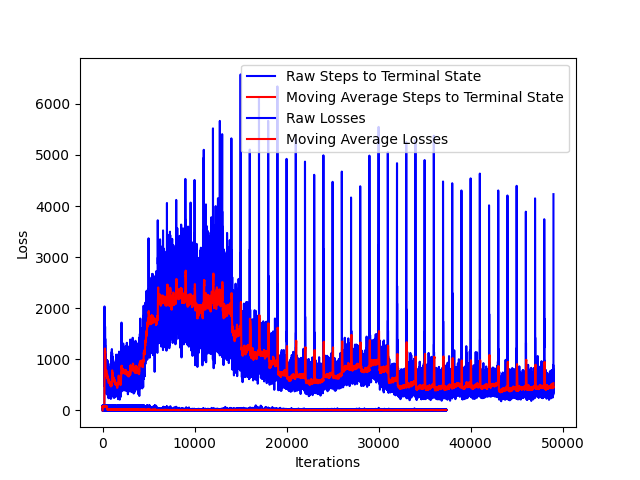 Raw Steps to Terminal State
Moving Average Steps to Terminal State
Raw Losses
Moving Average Losses
6000
5000
4000
3000
2000
1000
0
Loss
0 10000 20000 30000 40000 50000
Iterations